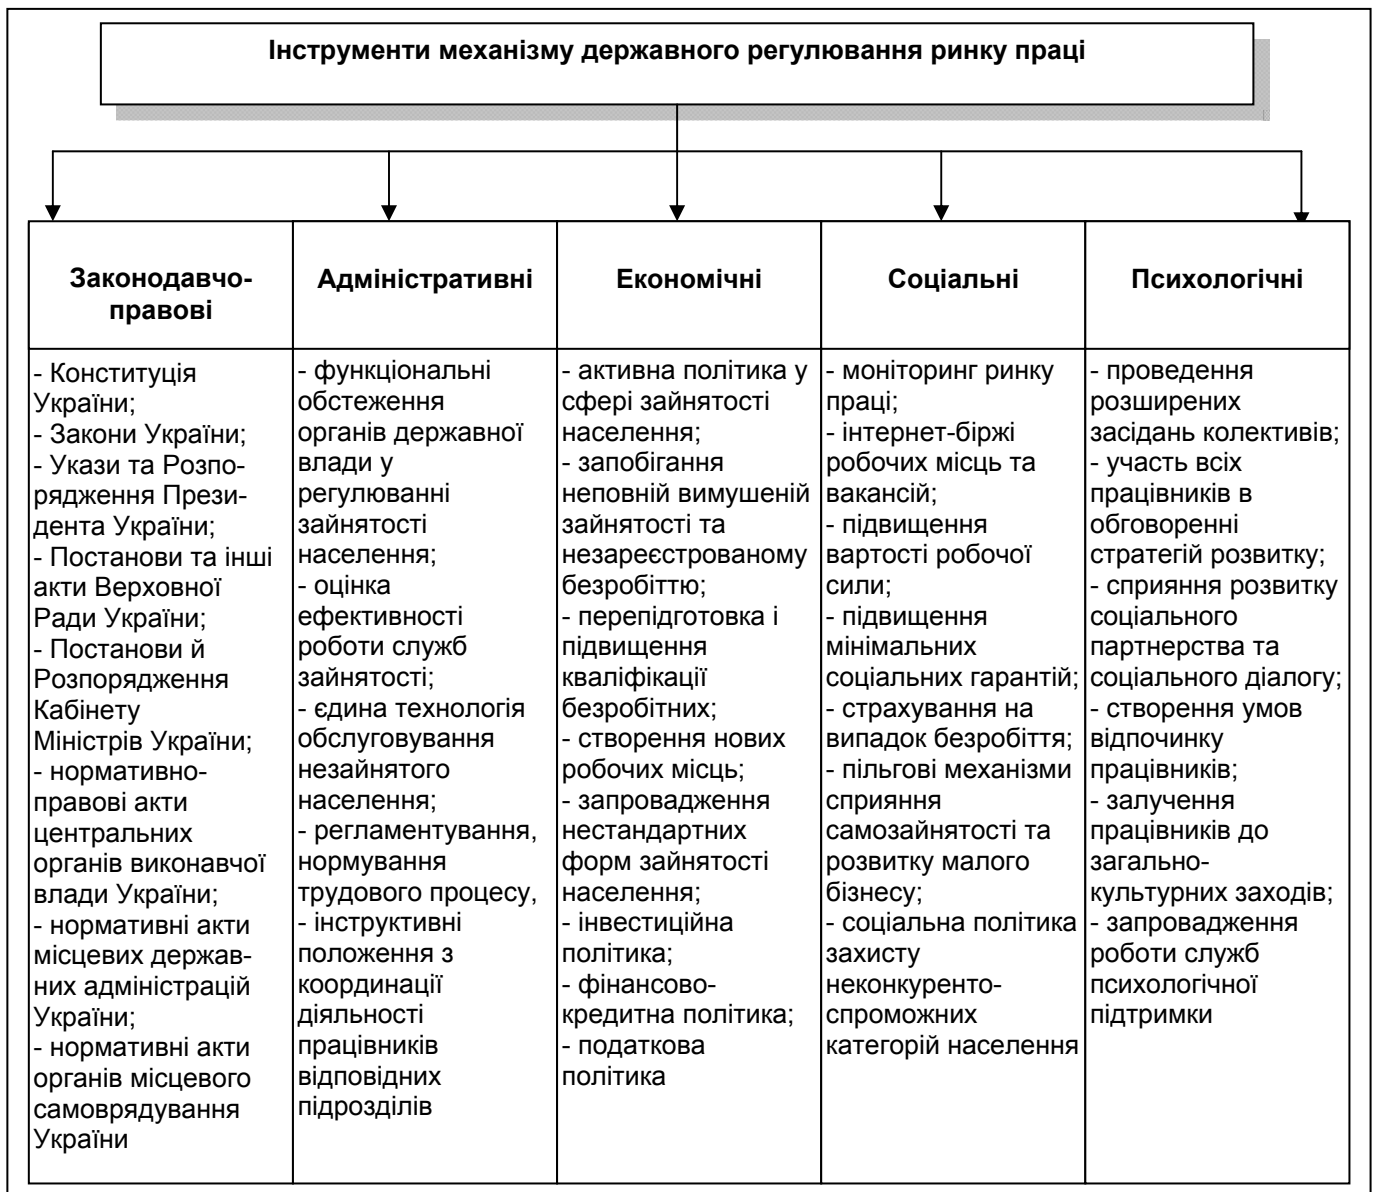 Інструменти механізму державного регулювання ринку праці
Законодавчо-
правові
- Конституція
України;
- Закони України;
- Укази та Розпо-
рядження Прези-
дента України;
- Постанови та інші
акти Верховної
Ради України;
- Постанови й
Розпорядження
Кабінету
Міністрів України;
- нормативно-
правові акти
центральних
органів виконавчої
влади України;
- нормативні акти
місцевих держав-
них адміністрацій
України;
- нормативні акти
органів місцевого
самоврядування
України
Адміністративні
- функціональні
обстеження
органів державної
влади у
регулюванні
зайнятості
населення;
- оцінка
ефективності
роботи служб
зайнятості;
- єдина технологія
обслуговування
незайнятого
населення;
- регламентування,
нормування
трудового процесу,
- інструктивні
положення з
координації
діяльності
працівників
відповідних
підрозділів
Економічні
- активна політика у
сфері зайнятості
населення;
- запобігання
неповній вимушеній
зайнятості та
незареєстрованому
безробіттю;
- перепідготовка і
підвищення
кваліфікації
безробітних;
- створення нових
робочих місць;
- запровадження
нестандартних
форм зайнятості
населення;
- інвестиційна
політика;
- фінансово-
кредитна політика;
- податкова
політика
Соціальні
- моніторинг ринку
праці;
- інтернет-біржі
робочих місць та
вакансій;
- підвищення
вартості робочої
сили;
- підвищення
мінімальних
соціальних гарантій;
- страхування на
випадок безробіття;
- пільгові механізми
сприяння
самозайнятості та
розвитку малого
бізнесу;
- соціальна політика
захисту
неконкуренто-
спроможних
категорій населення
Психологічні
- проведення
розширених
засідань колективів;
- участь всіх
працівників в
обговоренні
стратегій розвитку;
- сприяння розвитку
соціального
партнерства та
соціального діалогу;
- створення умов
відпочинку
працівників;
- залучення
працівників до
загально-
культурних заходів;
- запровадження
роботи служб
психологічної
підтримки